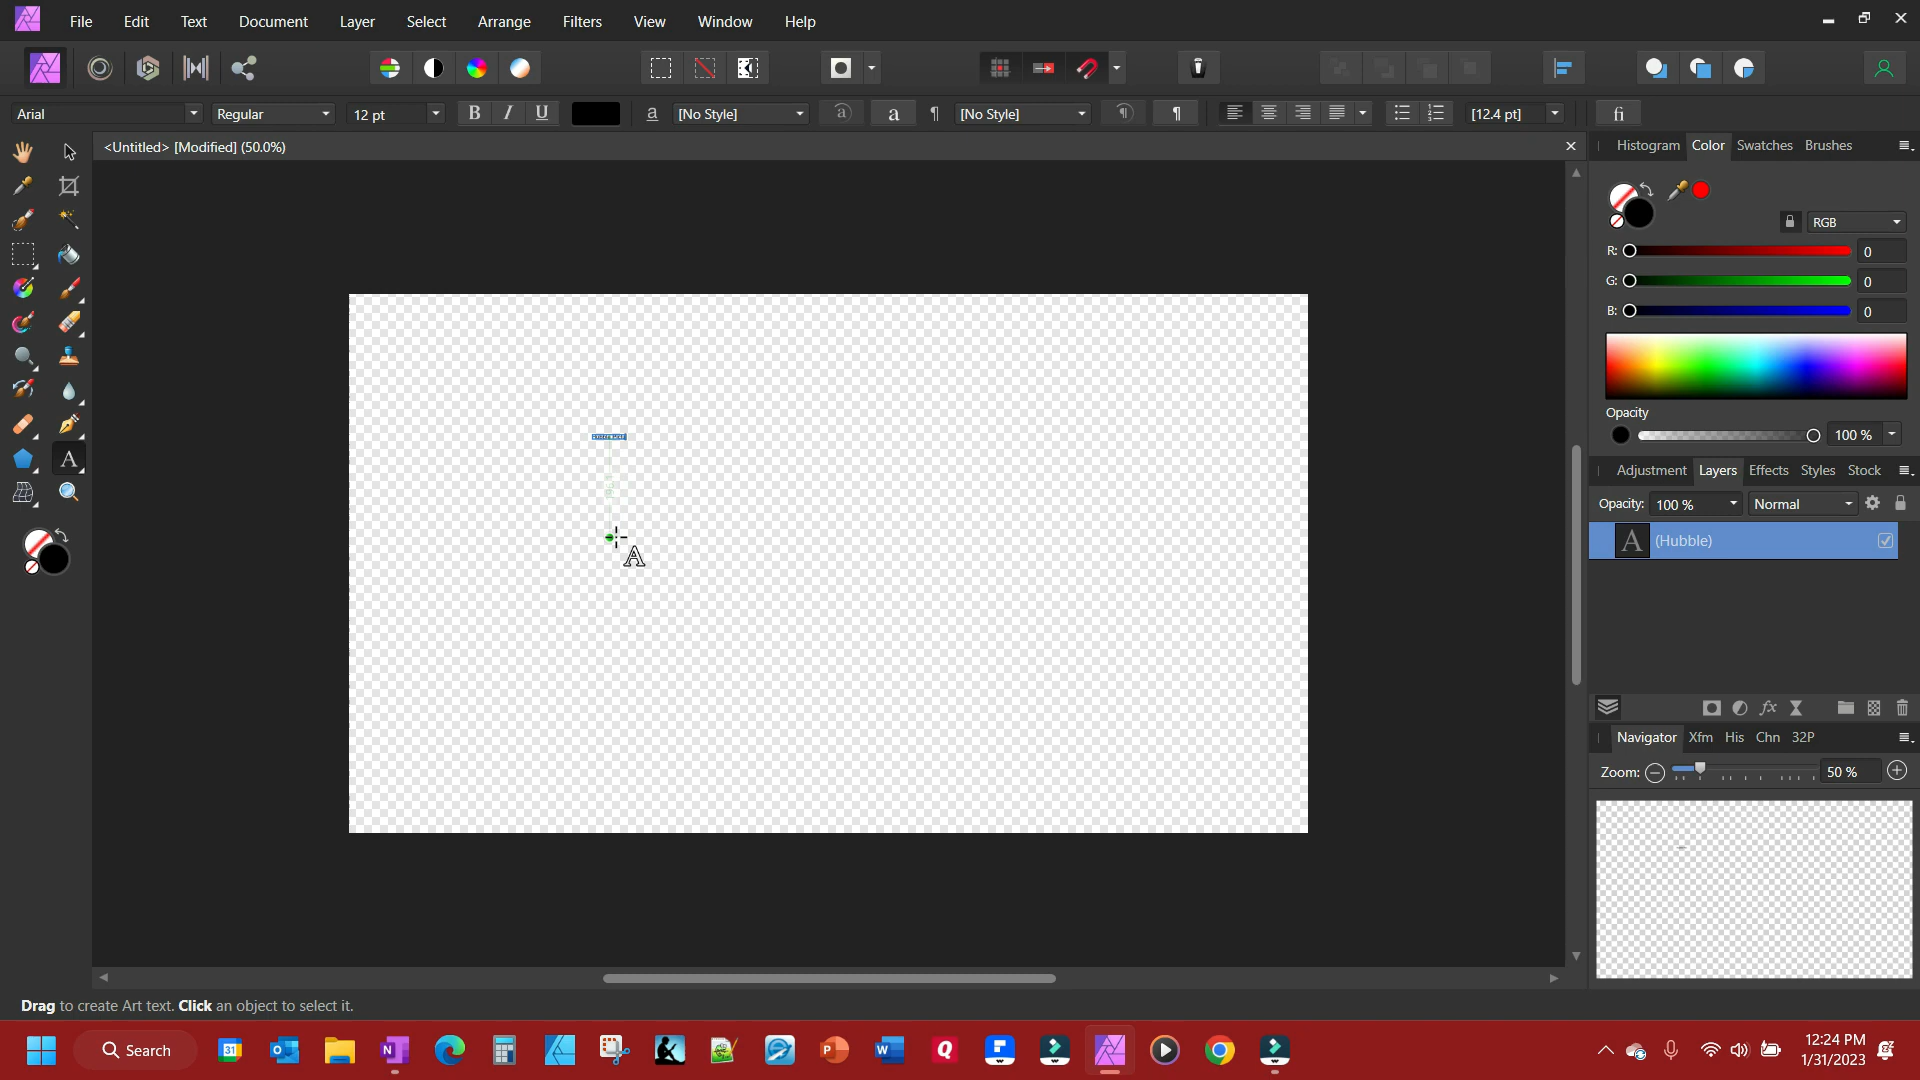 File Edit Text Document Layer Select Arrange Filters View Window Help
Arial Regular 12 pt B I U a [No Style] a a ¶ [No Style] ¶ ¶ [12.4 pt] fi
<Untitled> [Modified] (50.0%)
Histogram Color Swatches Brushes
RGB
R: 0
G: 0
B: 0
Opacity
100 %
Adjustment Layers Effects Styles Stock
Opacity: 100 % Normal
A (Hubble)
fx
Navigator Xfm His Chn 32P
Zoom: 50 %
Drag to create Art text. Click an object to select it.
Search
31
12:24 PM
1/31/2023